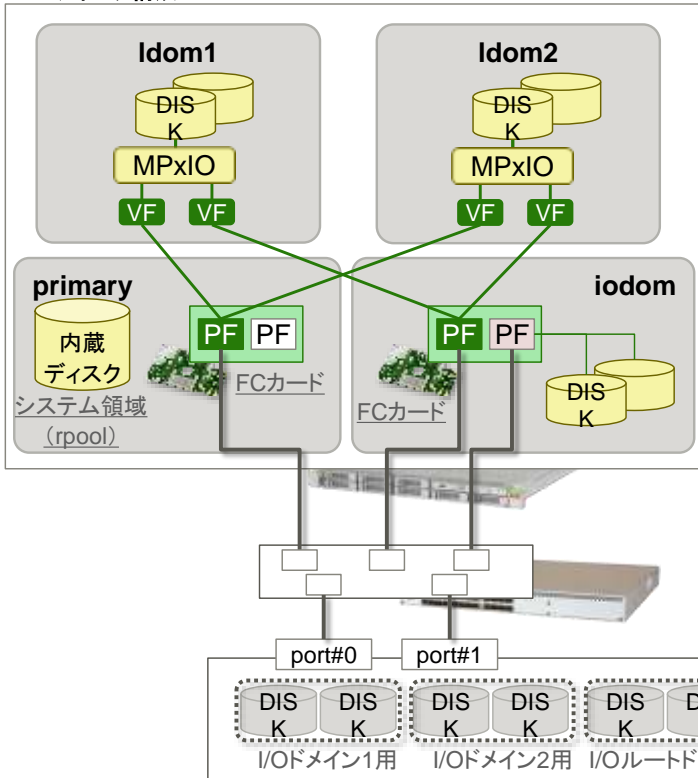 ldom1
ldom2
DIS
K
DIS
K
MPxIO
MPxIO
VF
VF
VF
VF
primary
iodom
内蔵
ディスク
PF
PF
PF
PF
FCカード
FCカード
システム領域
（rpool）
DIS
K
port#0
port#1
DIS
K
DIS
K
DIS
K
DIS
K
DIS
K
I/Oドメイン1用
I/Oドメイン2用
I/Oルートド